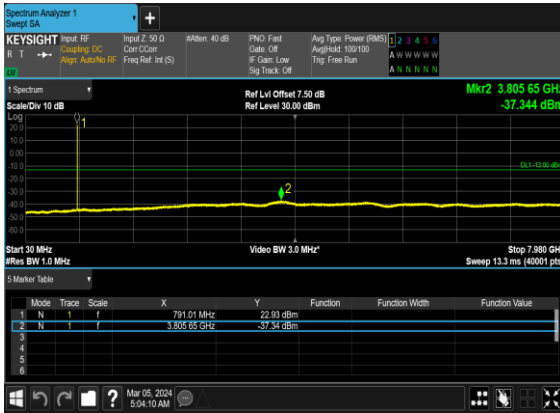 Spectrum Analyzer 1
Swept SA
+
KEYSIGHT Input: RF Input Z: 50 Ω #Atten: 40 dB PNO: Fast Avg Type: Power (RMS) 1 2 3 4 5 6
R T Coupling: DC Corr CCorr Gate: Off Avg|Hold: 100/100 A W W W W W
Align: Auto/No RF Freq Ref: Int (S) IF Gain: Low Trig: Free Run
Sig Track: Off A N N N N N
LXI
1 Spectrum Ref Lvl Offset 7.50 dB Mkr2 3.805 65 GHz
Scale/Div 10 dB Ref Level 30.00 dBm -37.344 dBm
Log
1
20.0
10.0
0.00
-10.0
DL1 -13.00 dBm
-20.0
-30.0
2
-40.0
-50.0
-60.0
Start 30 MHz Video BW 3.0 MHz* Stop 7.980 GHz
#Res BW 1.0 MHz Sweep 13.3 ms (40001 pts)
5 Marker Table
Mode Trace Scale X Y Function Function Width Function Value
1 N 1 f 791.01 MHz 22.93 dBm
2 N 1 f 3.805 65 GHz -37.34 dBm
3
4
5
6
? Mar 05, 2024
5:04:10 AM